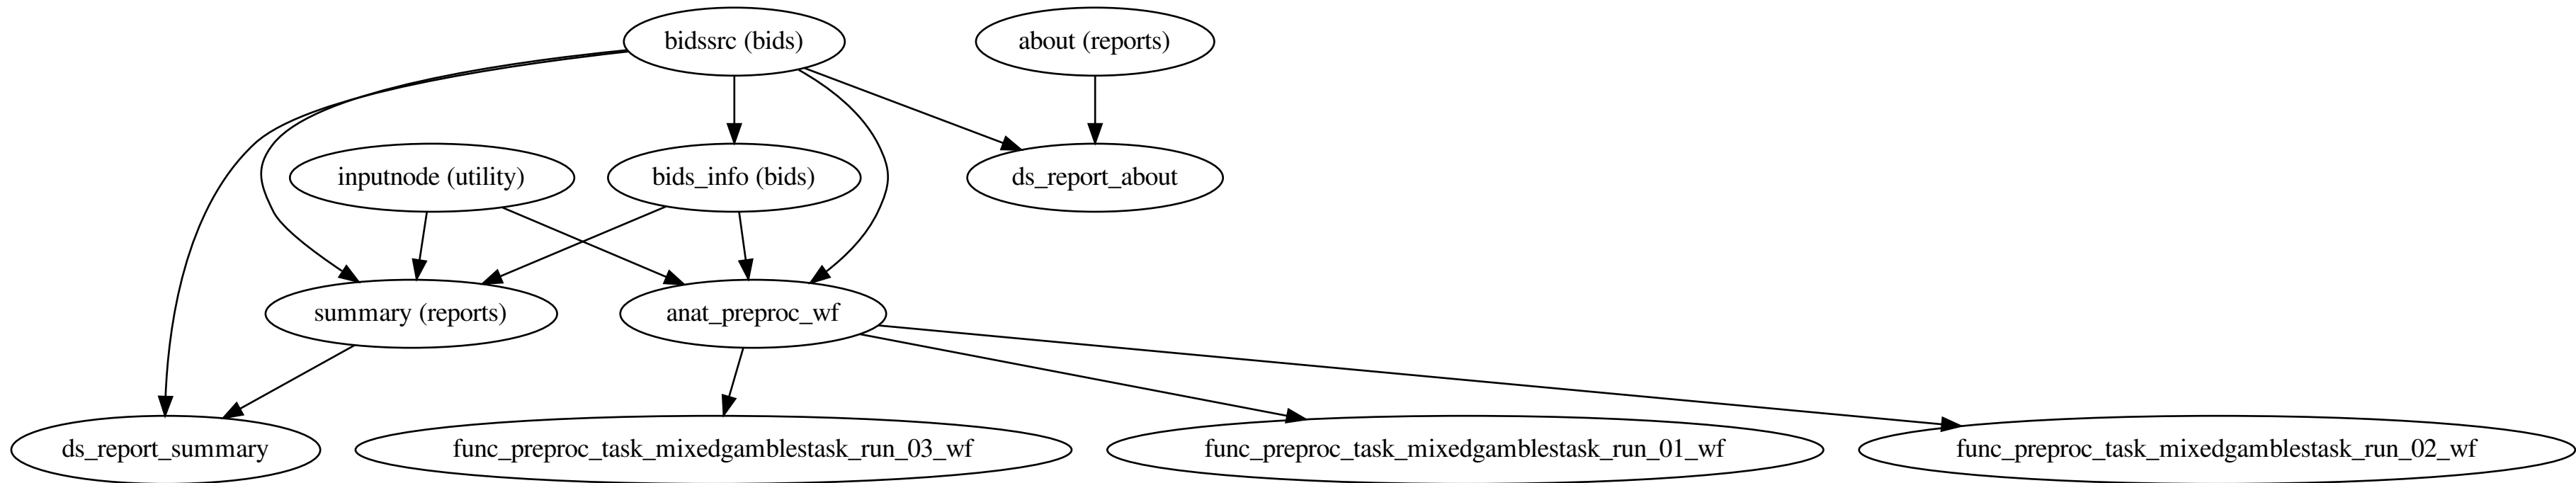 bidssrc (bids)
about (reports)
inputnode (utility)
bids_info (bids)
ds_report_about
summary (reports)
anat_preproc_wf
ds_report_summary
func_preproc_task_mixedgamblestask_run_03_wf
func_preproc_task_mixedgamblestask_run_01_wf
func_preproc_task_mixedgamblestask_run_02_wf